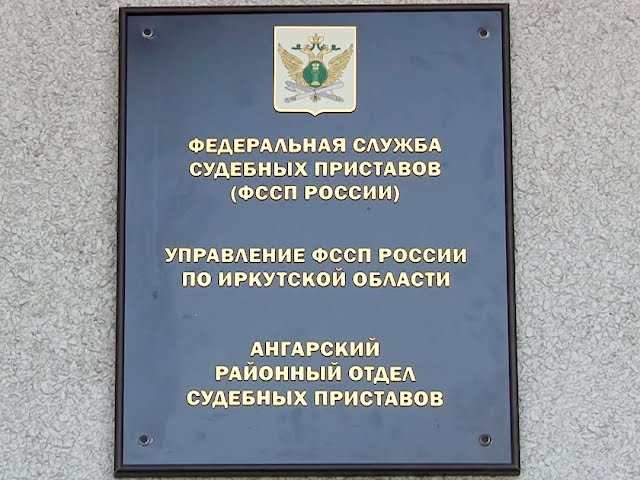 ФЕДЕРАЛЬНАЯ СЛУЖБА
СУДЕБНЫХ ПРИСТАВОВ
(ФССП РОССИИ)
УПРАВЛЕНИЕ ФССП РОССИИ
ПО ИРКУТСКОЙ ОБЛАСТИ
АНГАРСКИЙ
РАЙОННЫЙ ОТДЕЛ
СУДЕБНЫХ ПРИСТАВОВ